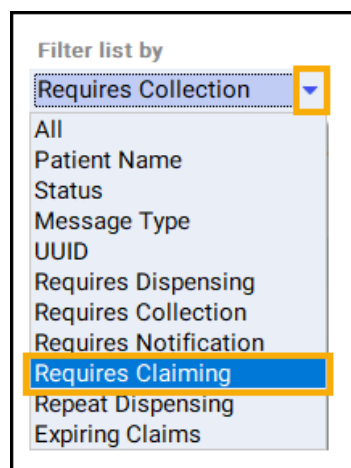 Filter list by
Requires Collection
All
Patient Name
Status
Message Type
UUID
Requires Dispensing
Requires Collection
Requires Notification
Requires Claiming
Repeat Dispensing
Expiring Claims